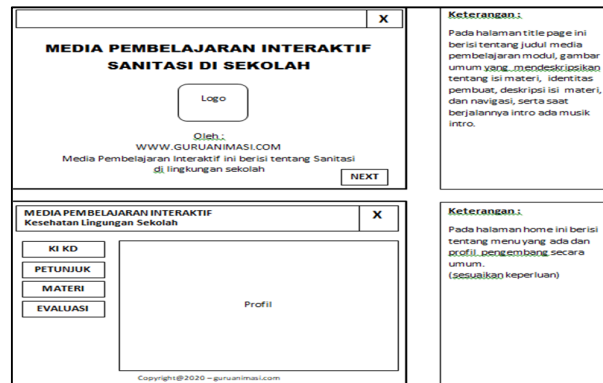 X
MEDIA PEMBELAJARAN INTERAKTIF
SANITASI DI SEKOLAH
Logo
Oleh :
WWW.GURUANIMASI.COM
Media Pembelajaran Interaktif ini berisi tentang Sanitasi
di lingkungan sekolah
NEXT
Keterangan :
Pada halaman title page ini
berisi tentang judul media
pembelajaran modul, gambar
umum yang mendeskripsikan
tentang isi materi, identitas
pembuat, deskripsi isi materi,
dan navigasi, serta saat
berjalannya intro ada musik
intro.
MEDIA PEMBELAJARAN INTERAKTIF
Kesehatan Lingungan Sekolah
X
KI KD
PETUNJUK
MATERI
EVALUASI
Profil
Copyright@2020 – guruanimasi.com
Keterangan :
Pada halaman home ini berisi
tentang menu yang ada dan
profil pengembang secara
umum.
(sesuaikan keperluan)